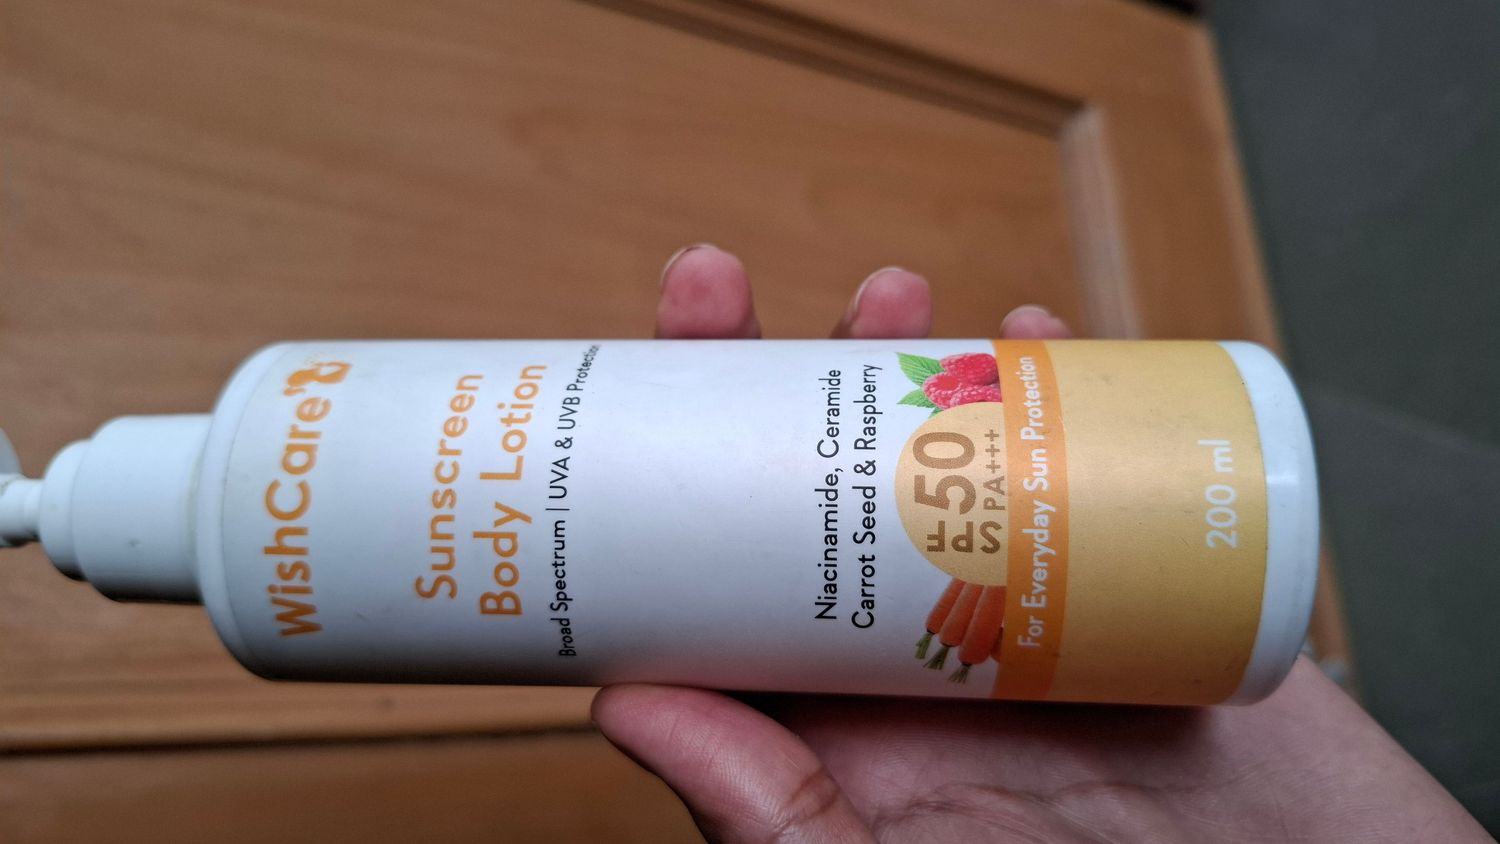 WishCare
Sunscreen
Body Lotion
Broad Spectrum | UVA & UVB Protection
Niacinamide, Ceramide
Carrot Seed & Raspberry
SPF
50
PA+++
For Everyday Sun Protection
200 ml